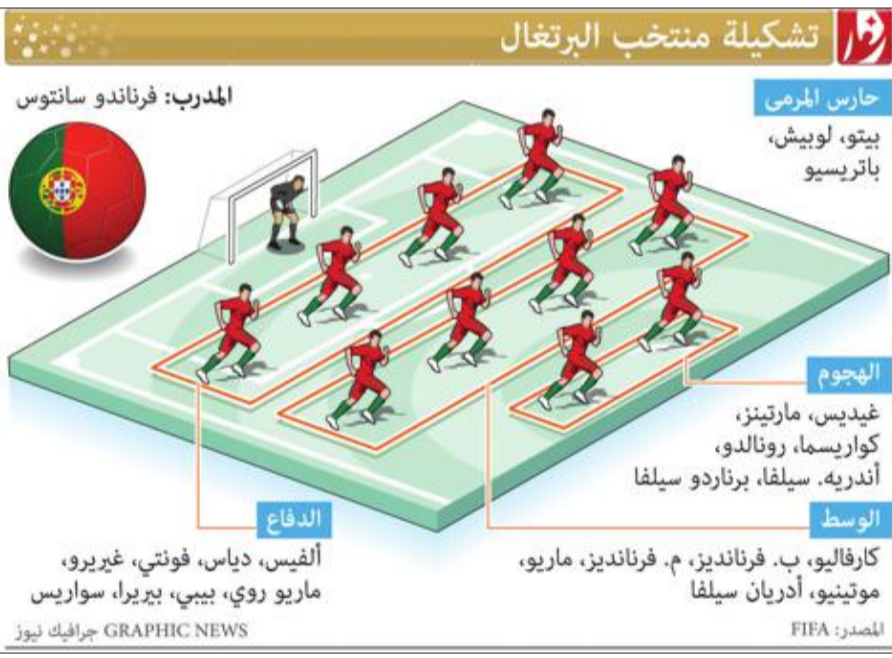 تشكيلة منتخب البرتغال
المدرب: فرناندو سانتوس
حارس المرمى
بيتو، لوبيش،
باتريسيو
الهجوم
غيديس، مارتينز،
كواريسما، رونالدو،
أندريه. سيلفا، برناردو سيلفا
الوسط
كارفاليو، ب. فرنانديز، م. فرنانديز، ماريو،
موتينيو، أدريان سيلفا
الدفاع
ألفيس، دياس، فونتي، غيريرو،
ماريو روي، بيبي، بيريرا، سواريس
المصدر: FIFA
GRAPHIC NEWS جرافيك نيوز